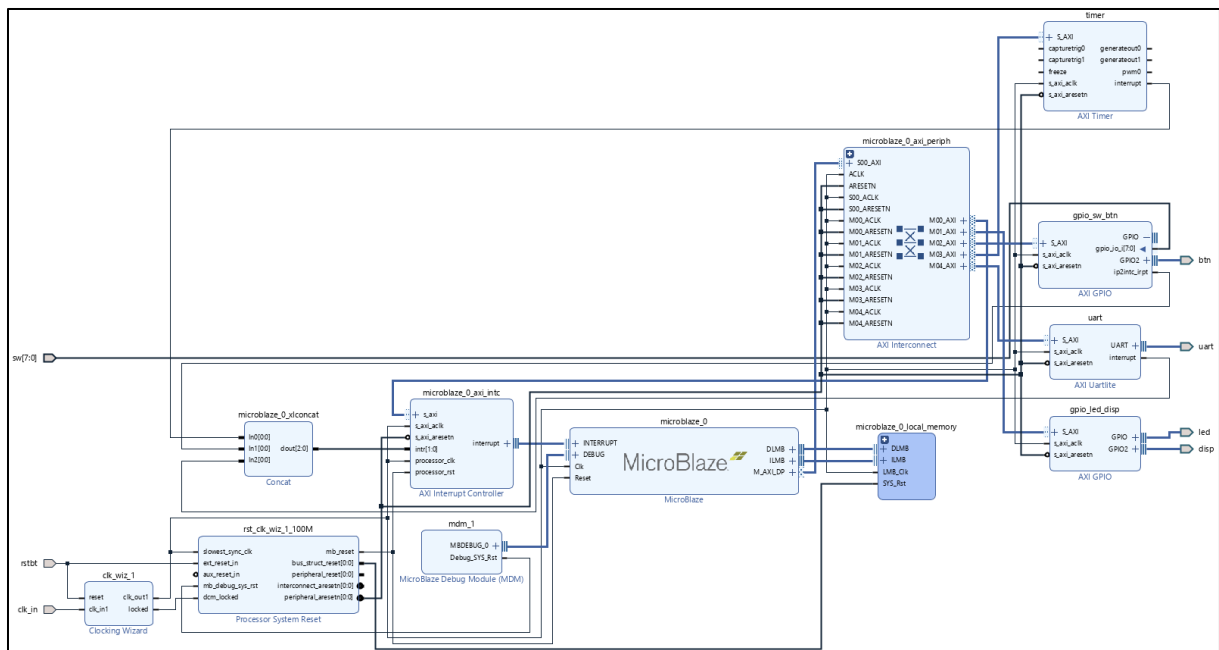 timer
S_AXI
capturetrig0 generateout0
capturetrig1 generateout1
freeze pwm0
s_axi_aclk interrupt
s_axi_aresetn
AXI Timer
microblaze_0_axi_periph
S00_AXI
ACLK
ARESETN
S00_ACLK
S00_ARESETN
M00_ACLK M00_AXI
M00_ARESETN M01_AXI
M01_ACLK M02_AXI
M01_ARESETN M03_AXI
M02_ACLK M04_AXI
M02_ARESETN
M03_ACLK
M03_ARESETN
M04_ACLK
M04_ARESETN
AXI Interconnect
gpio_sw_btn
GPIO
gpio_io_i[7:0]
S_AXI
s_axi_aclk GPIO2
s_axi_aresetn ip2intc_irpt
AXI GPIO
btn
uart
S_AXI UART
s_axi_aclk interrupt
s_axi_aresetn
AXI Uartlite
uart
sw[7:0]
gpio_led_disp
S_AXI GPIO
s_axi_aclk GPIO2
s_axi_aresetn
AXI GPIO
led
disp
microblaze_0_xlconcat
In0[0:0]
In1[0:0] dout[2:0]
In2[0:0]
Concat
microblaze_0_axi_intc
s_axi
s_axi_aclk
s_axi_aresetn interrupt
intr[1:0]
processor_clk
processor_rst
AXI Interrupt Controller
microblaze_0
INTERRUPT DLMB
DEBUG ILMB
Clk M_AXI_DP
Reset
MicroBlaze
MicroBlaze
microblaze_0_local_memory
DLMB
ILMB
LMB_Clk
SYS_Rst
rst_clk_wiz_1_100M
slowest_sync_clk mb_reset
ext_reset_in bus_struct_reset[0:0]
aux_reset_in peripheral_reset[0:0]
mb_debug_sys_rst interconnect_aresetn[0:0]
dcm_locked peripheral_aresetn[0:0]
Processor System Reset
mdm_1
MBDEBUG_0
Debug_SYS_Rst
MicroBlaze Debug Module (MDM)
rstbt
clk_in
clk_wiz_1
reset clk_out1
clk_in1 locked
Clocking Wizard